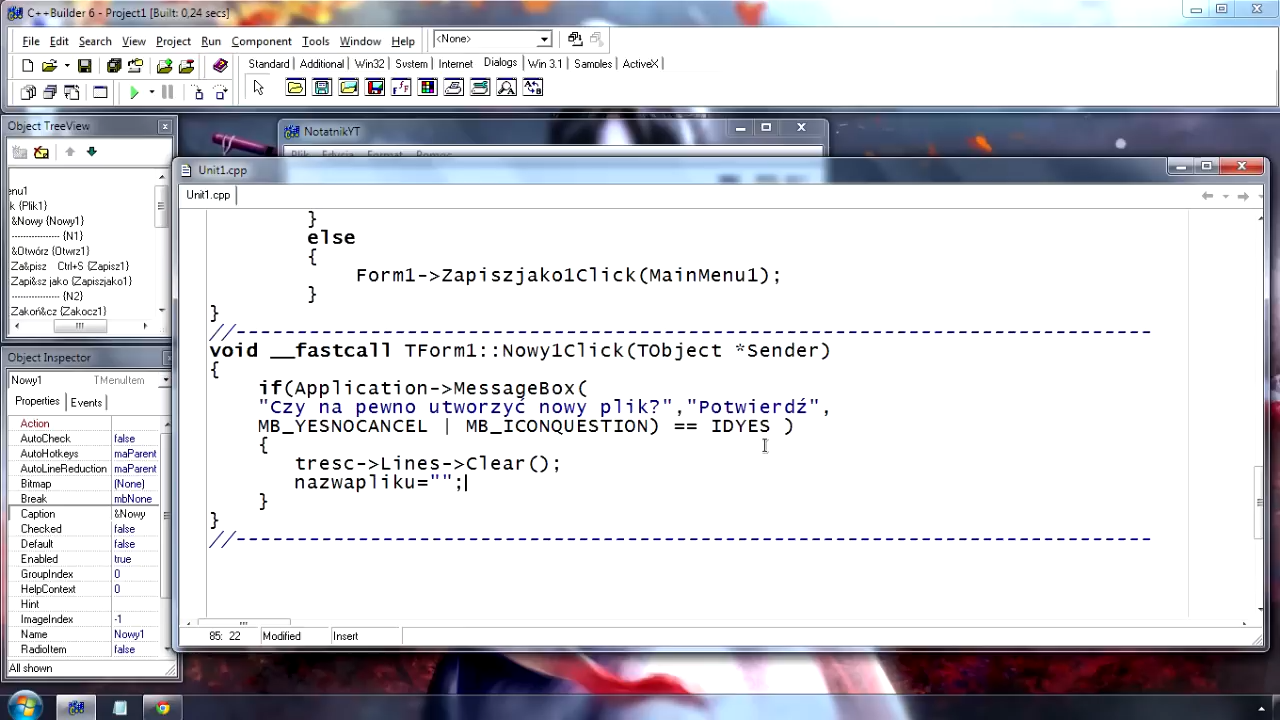 C++Builder 6 - Project1 [Built: 0,24 secs]
File Edit Search View Project Run Component Tools Window Help <None>
Standard Additional Win32 System Internet Dialogs Win 3.1 Samples ActiveX
Object TreeView
NotatnikYT
Plik Edycja Format Pomoc
Unit1.cpp
Unit1.cpp
nu1
k {Plik1}
&Nowy {Nowy1}
---------------- {N1}
&Otwórz {Otwrz1}
Za&pisz Ctrl+S {Zapisz1}
Zapi&sz jako {Zapiszjako1}
---------------- {N2}
Zakoń&cz {Zakocz1}
}
else
{
Form1->Zapiszjako1Click(MainMenu1);
}
}
//---------------------------------------------------------------------------
void __fastcall TForm1::Nowy1Click(TObject *Sender)
{
if(Application->MessageBox(
"Czy na pewno utworzyć nowy plik?","Potwierdź",
MB_YESNOCANCEL | MB_ICONQUESTION) == IDYES )
{
tresc->Lines->Clear();
nazwapliku="";
}
}
//---------------------------------------------------------------------------
85: 22 Modified Insert
Object Inspector
Nowy1 TMenuItem
Properties Events
Action
AutoCheck false
AutoHotkeys maParent
AutoLineReduction maParent
Bitmap (None)
Break mbNone
Caption &Nowy
Checked false
Default false
Enabled true
GroupIndex 0
HelpContext 0
Hint
ImageIndex -1
Name Nowy1
RadioItem false
All shown